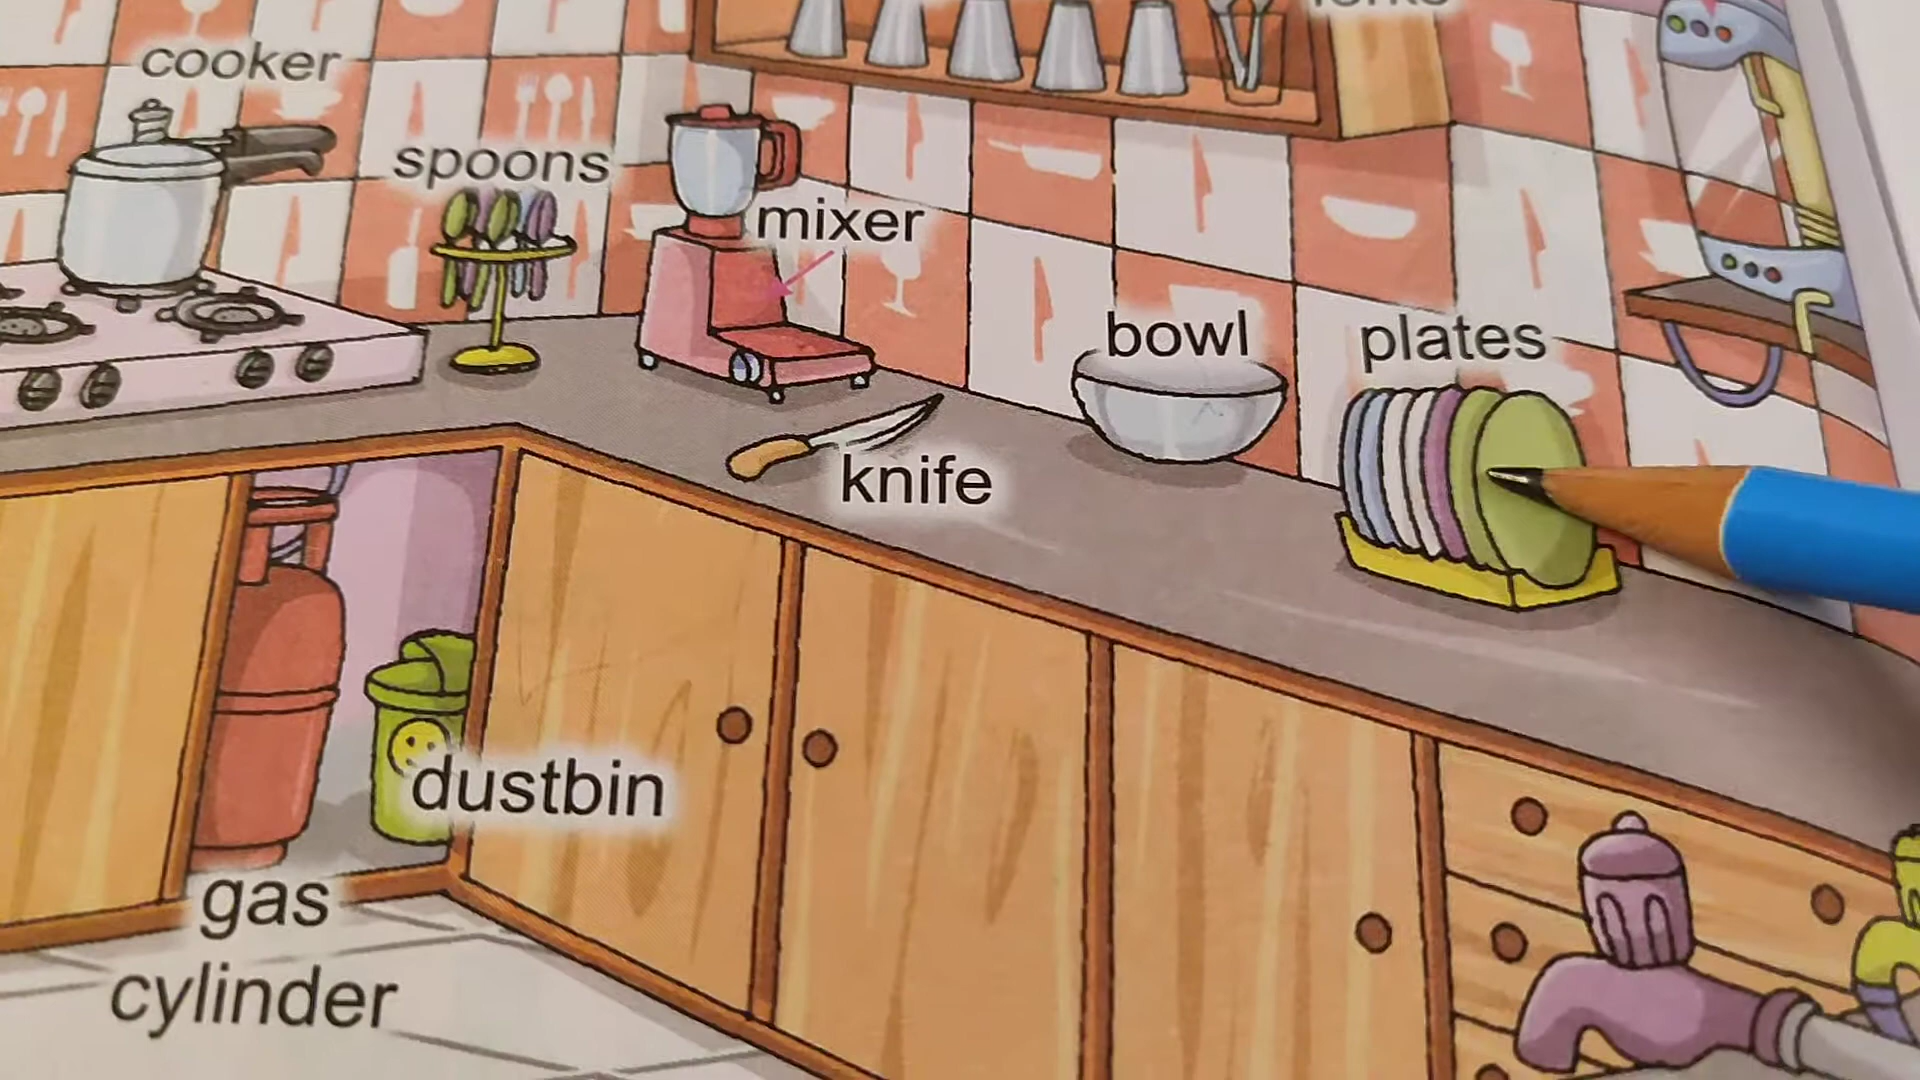 cooker
spoons
mixer
bowl
plates
knife
dustbin
gas
cylinder